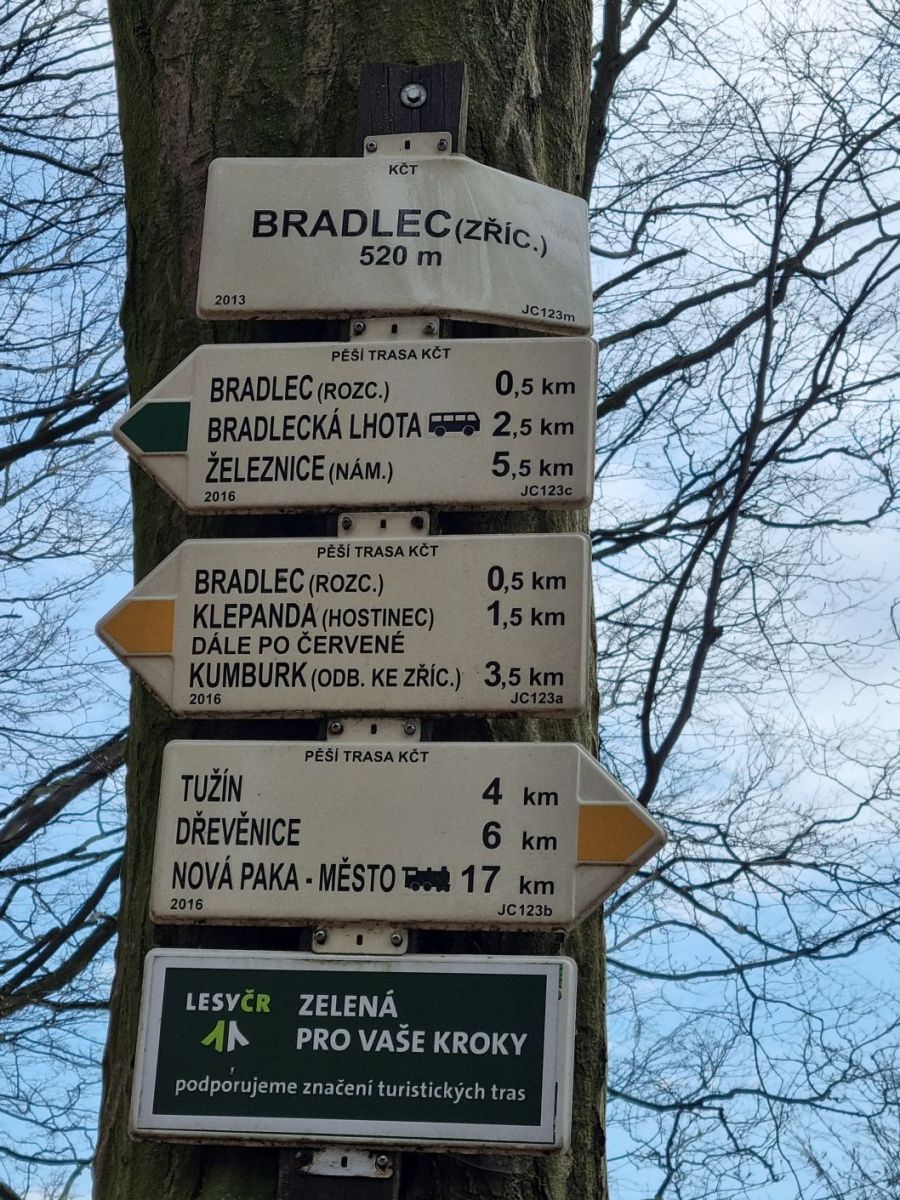 KČT
BRADLEC (ZŘÍC.)
520 m
2013 JC123m
PĚŠÍ TRASA KČT
BRADLEC (ROZC.) 0,5 km
BRADLECKÁ LHOTA 2,5 km
ŽELEZNICE (NÁM.) 5,5 km
2016 JC123c
PĚŠÍ TRASA KČT
BRADLEC (ROZC.) 0,5 km
KLEPANDA (HOSTINEC) 1,5 km
DÁLE PO ČERVENÉ
KUMBURK (ODB. KE ZŘÍC.) 3,5 km
2016 JC123a
PĚŠÍ TRASA KČT
TUŽÍN 4 km
DŘEVĚNICE 6 km
NOVÁ PAKA - MĚSTO 17 km
2016 JC123b
LESYČR ZELENÁ
PRO VAŠE KROKY
podporujeme značení turistických tras